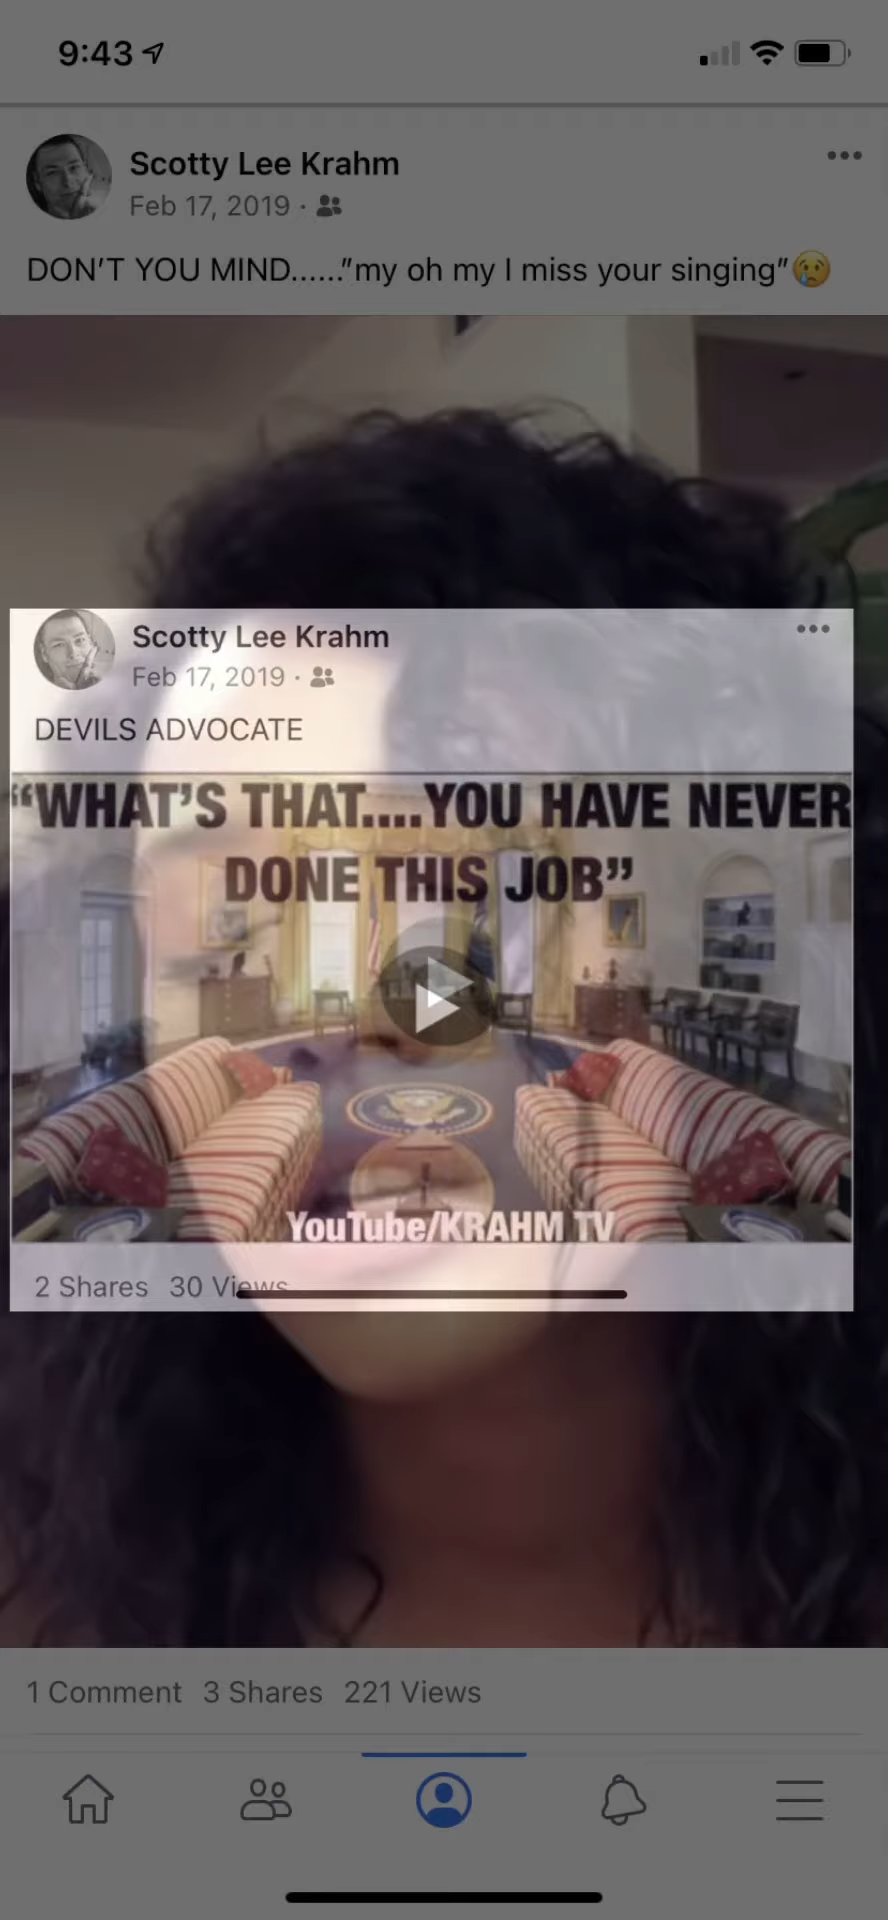 9:43
Scotty Lee Krahm
Feb 17, 2019 ·
DON'T YOU MIND......"my oh my I miss your singing"😢
Scotty Lee Krahm
Feb 17, 2019 ·
DEVILS ADVOCATE
“WHAT’S THAT....YOU HAVE NEVER
DONE THIS JOB”
YouTube/KRAHM TV
2 Shares 30 Views
1 Comment 3 Shares 221 Views